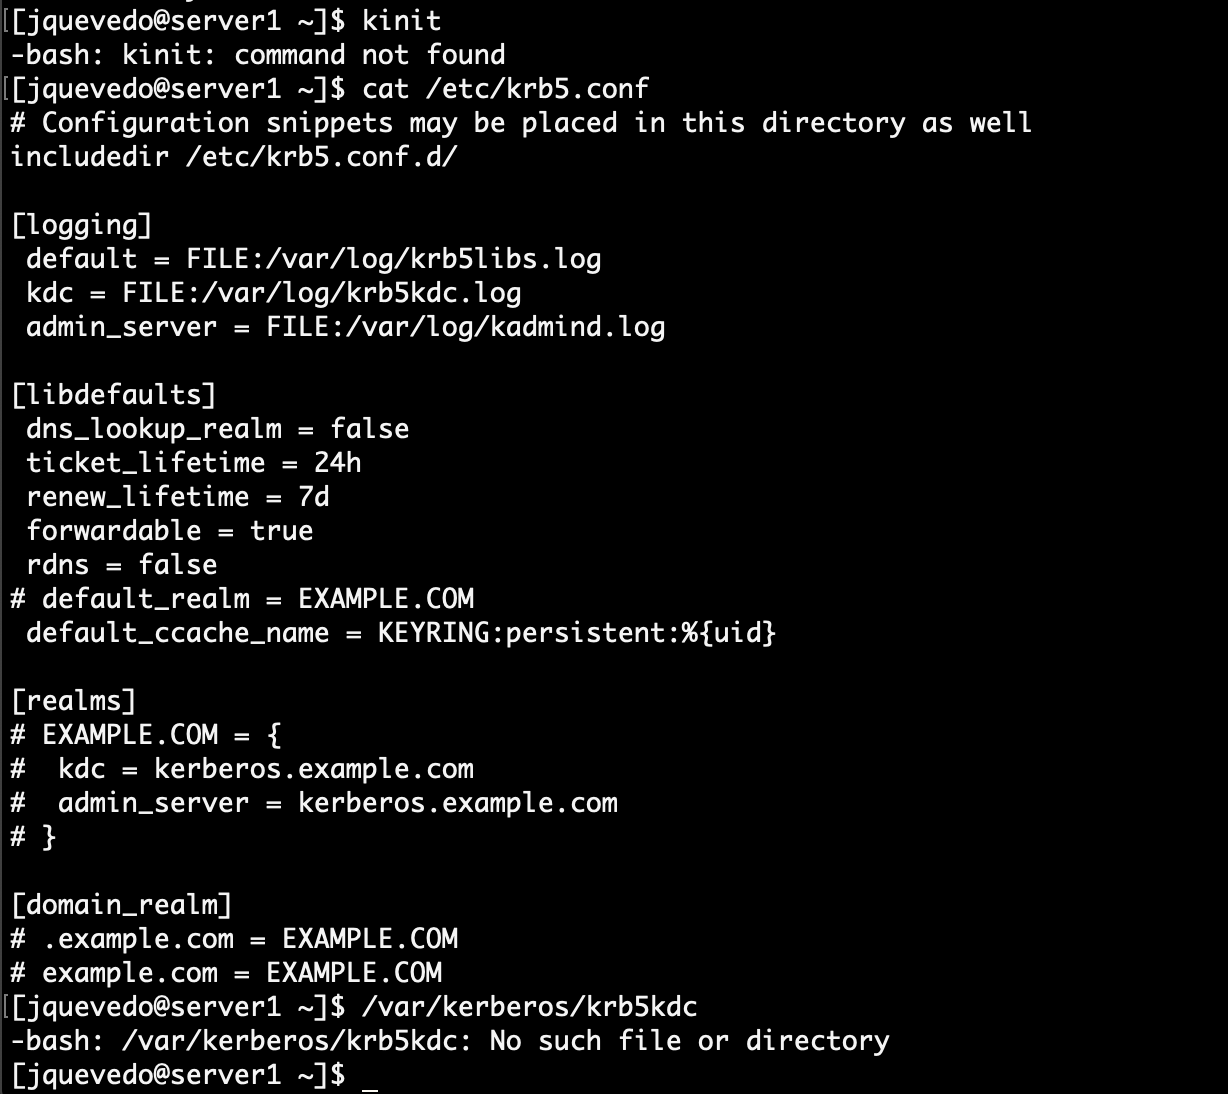 [[jquevedo@server1 ~]$ kinit
-bash: kinit: command not found
[[jquevedo@server1 ~]$ cat /etc/krb5.conf
# Configuration snippets may be placed in this directory as well
includedir /etc/krb5.conf.d/

[logging]
 default = FILE:/var/log/krb5libs.log
 kdc = FILE:/var/log/krb5kdc.log
 admin_server = FILE:/var/log/kadmind.log

[libdefaults]
 dns_lookup_realm = false
 ticket_lifetime = 24h
 renew_lifetime = 7d
 forwardable = true
 rdns = false
# default_realm = EXAMPLE.COM
 default_ccache_name = KEYRING:persistent:%{uid}

[realms]
# EXAMPLE.COM = {
#  kdc = kerberos.example.com
#  admin_server = kerberos.example.com
# }

[domain_realm]
# .example.com = EXAMPLE.COM
# example.com = EXAMPLE.COM
[[jquevedo@server1 ~]$ /var/kerberos/krb5kdc
-bash: /var/kerberos/krb5kdc: No such file or directory
[jquevedo@server1 ~]$ _